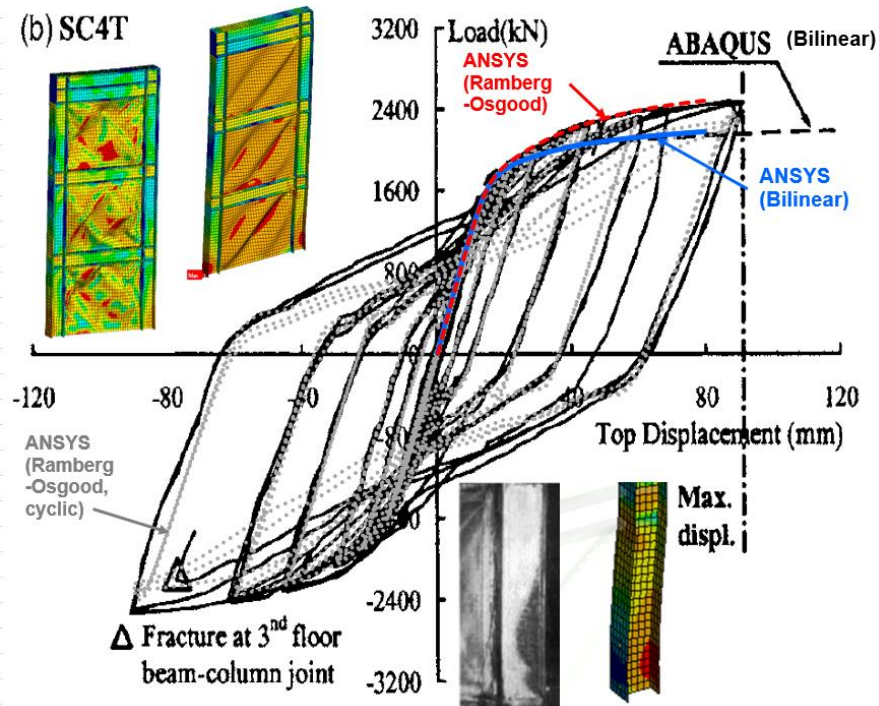 (b) SC4T
3200
Load(kN)
ABAQUS (Bilinear)
ANSYS
(Ramberg
-Osgood)
2400
1600
ANSYS
(Bilinear)
800
0
-120
-80
-40
40
80
120
Top Displacement (mm)
ANSYS
(Ramberg
-Osgood,
cyclic)
Max.
displ.
-2400
Δ Fracture at 3nd floor
beam-column joint
-3200